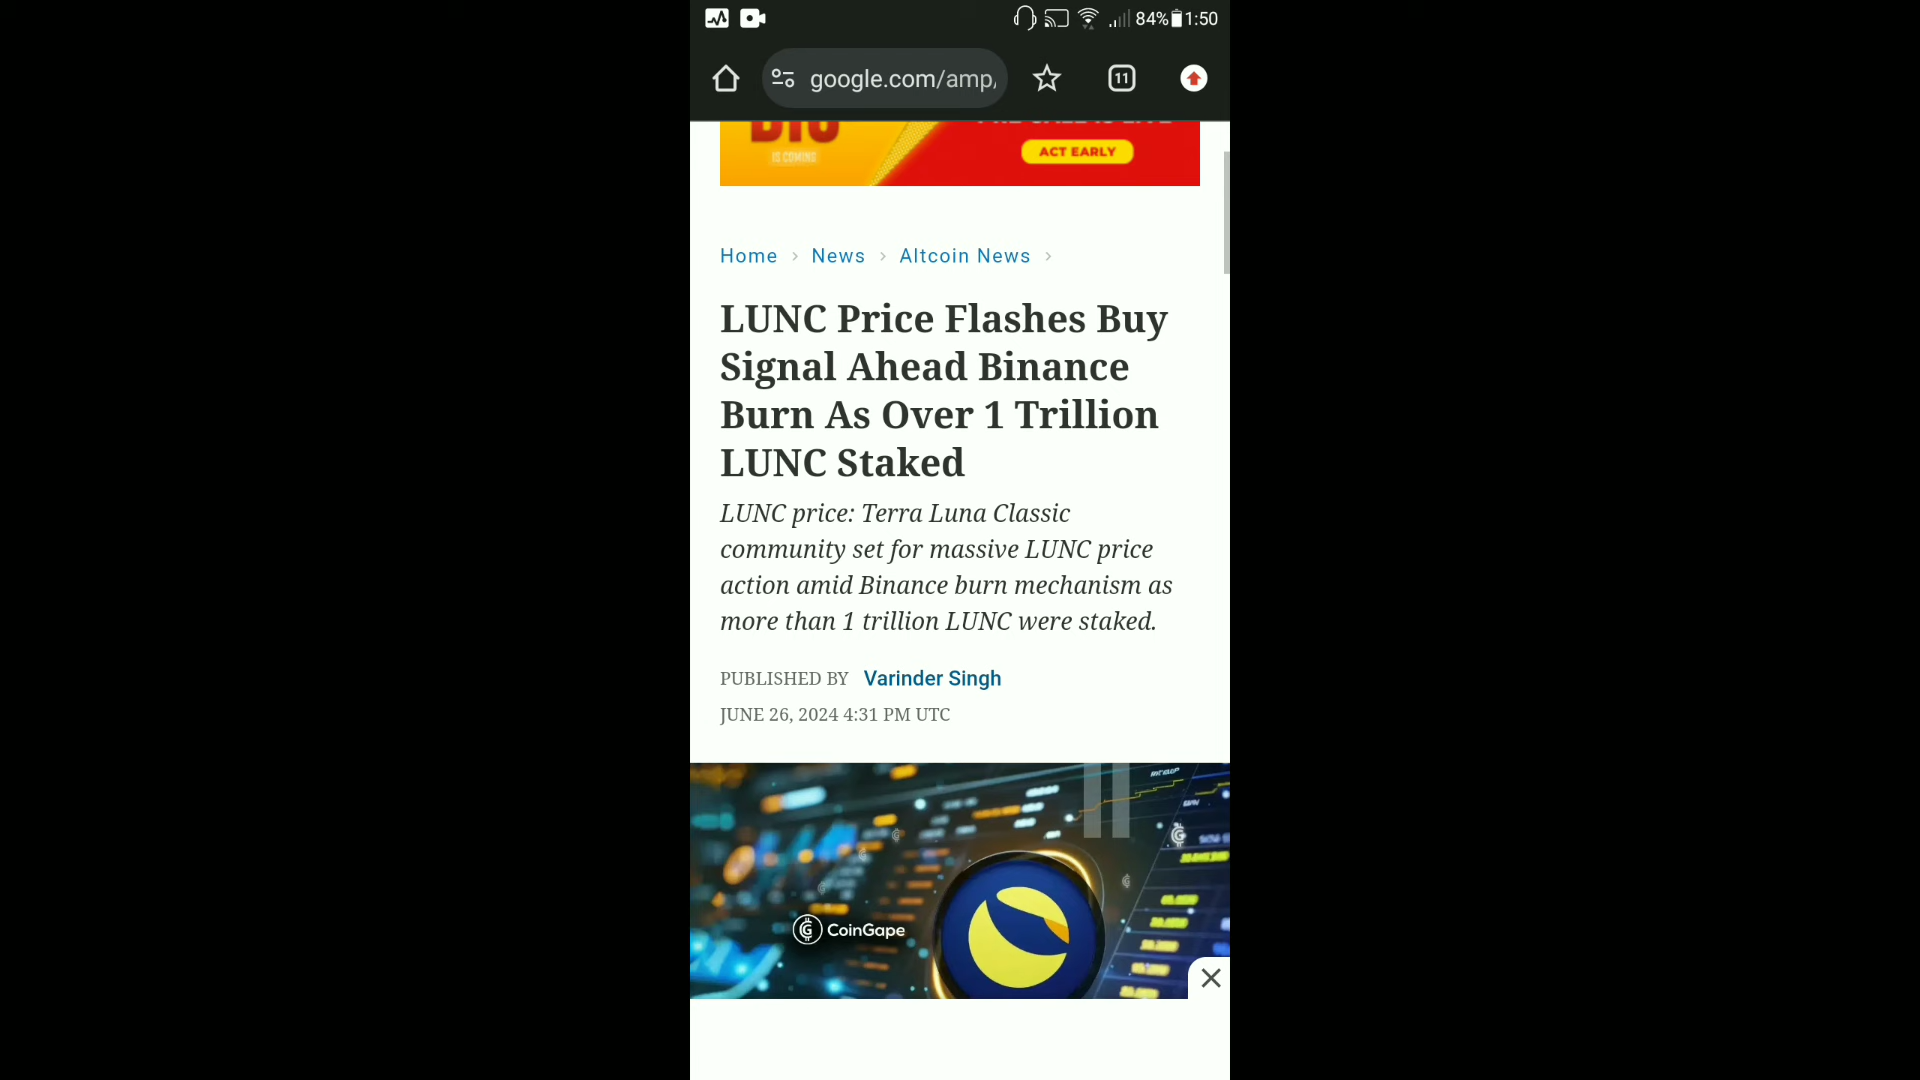 84% 1:50
google.com/amp
11
IS COMING
ACT EARLY
Home > News > Altcoin News >
LUNC Price Flashes Buy
Signal Ahead Binance
Burn As Over 1 Trillion
LUNC Staked
LUNC price: Terra Luna Classic
community set for massive LUNC price
action amid Binance burn mechanism as
more than 1 trillion LUNC were staked.
PUBLISHED BY Varinder Singh
JUNE 26, 2024 4:31 PM UTC
CoinGape